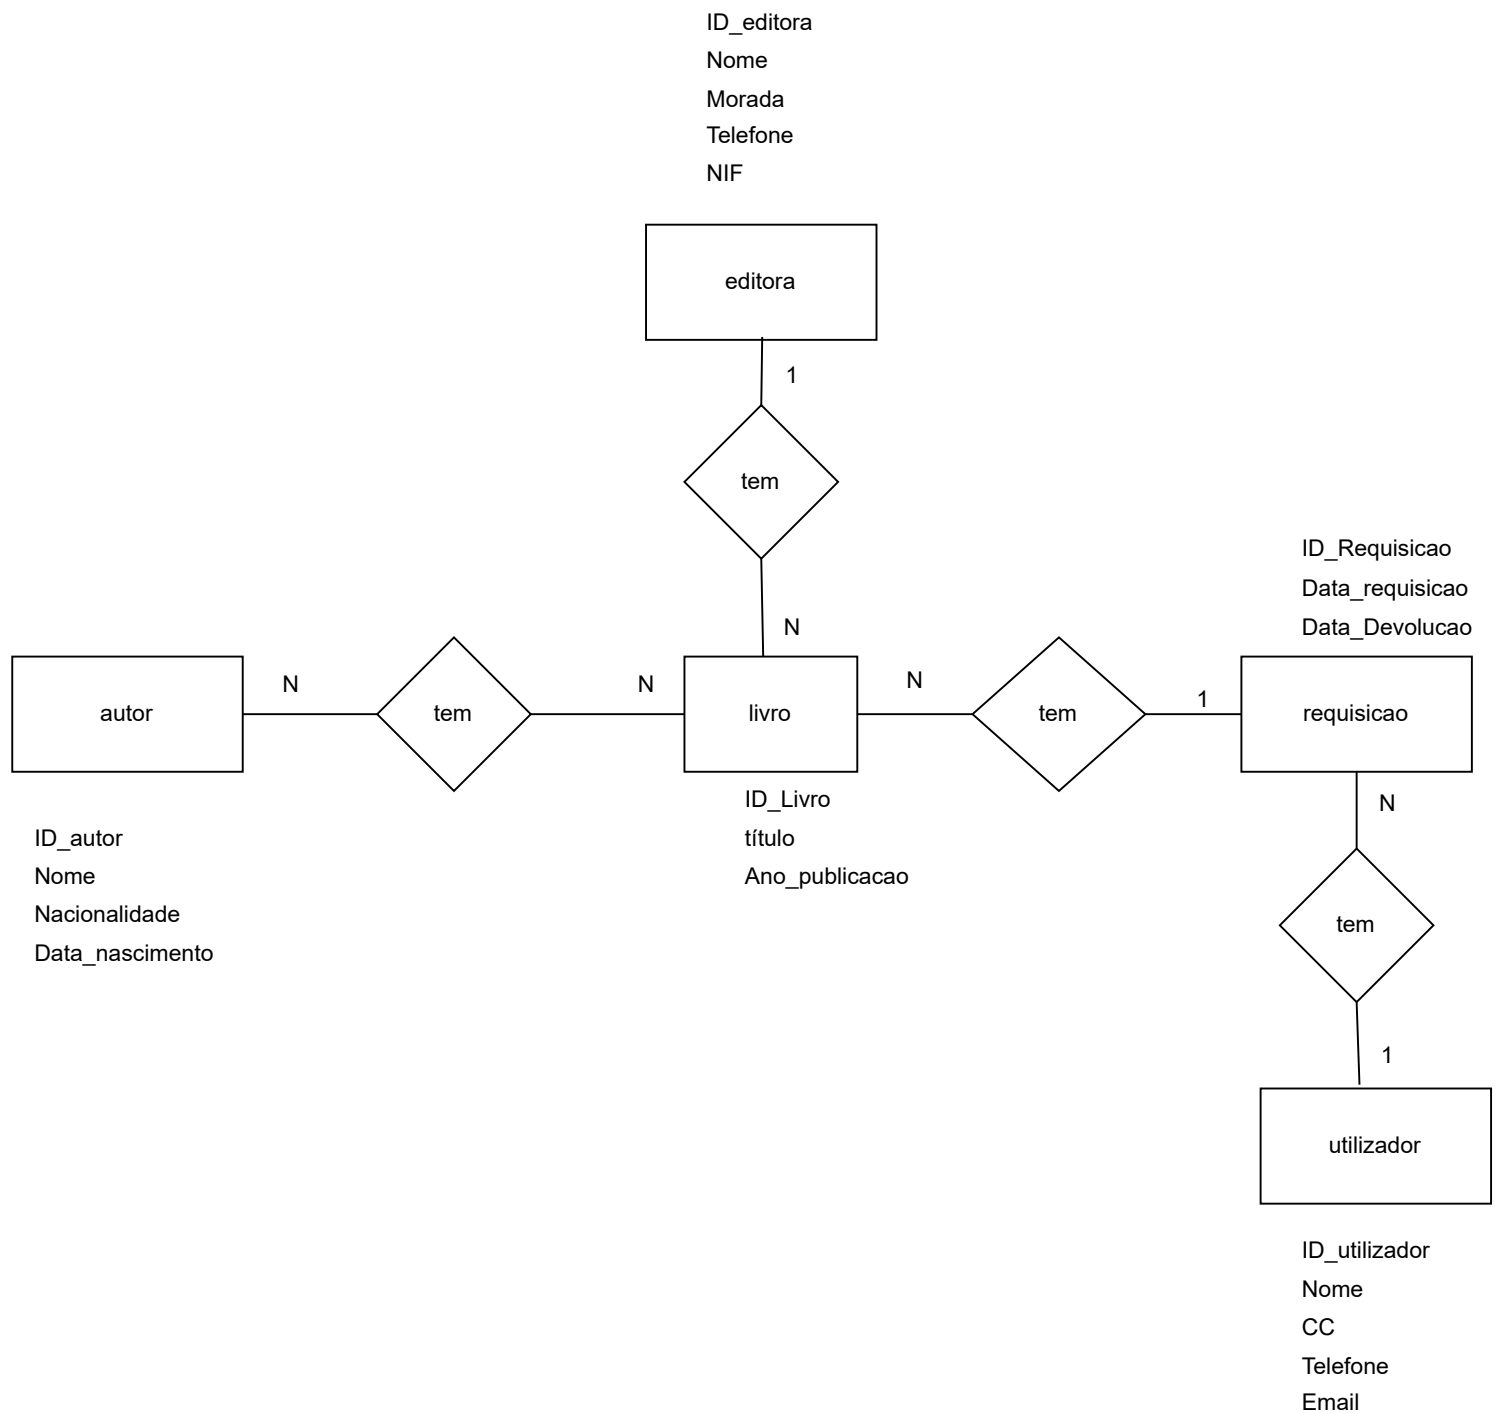 ID_editora
Nome
Morada
Telefone
NIF
editora
1
tem
N
autor
N
tem
N
livro
N
tem
1
requisicao
ID_Requisicao
Data_requisicao
Data_Devolucao
ID_autor
Nome
Nacionalidade
Data_nascimento
ID_Livro
título
Ano_publicacao
N
tem
1
utilizador
ID_utilizador
Nome
CC
Telefone
Email